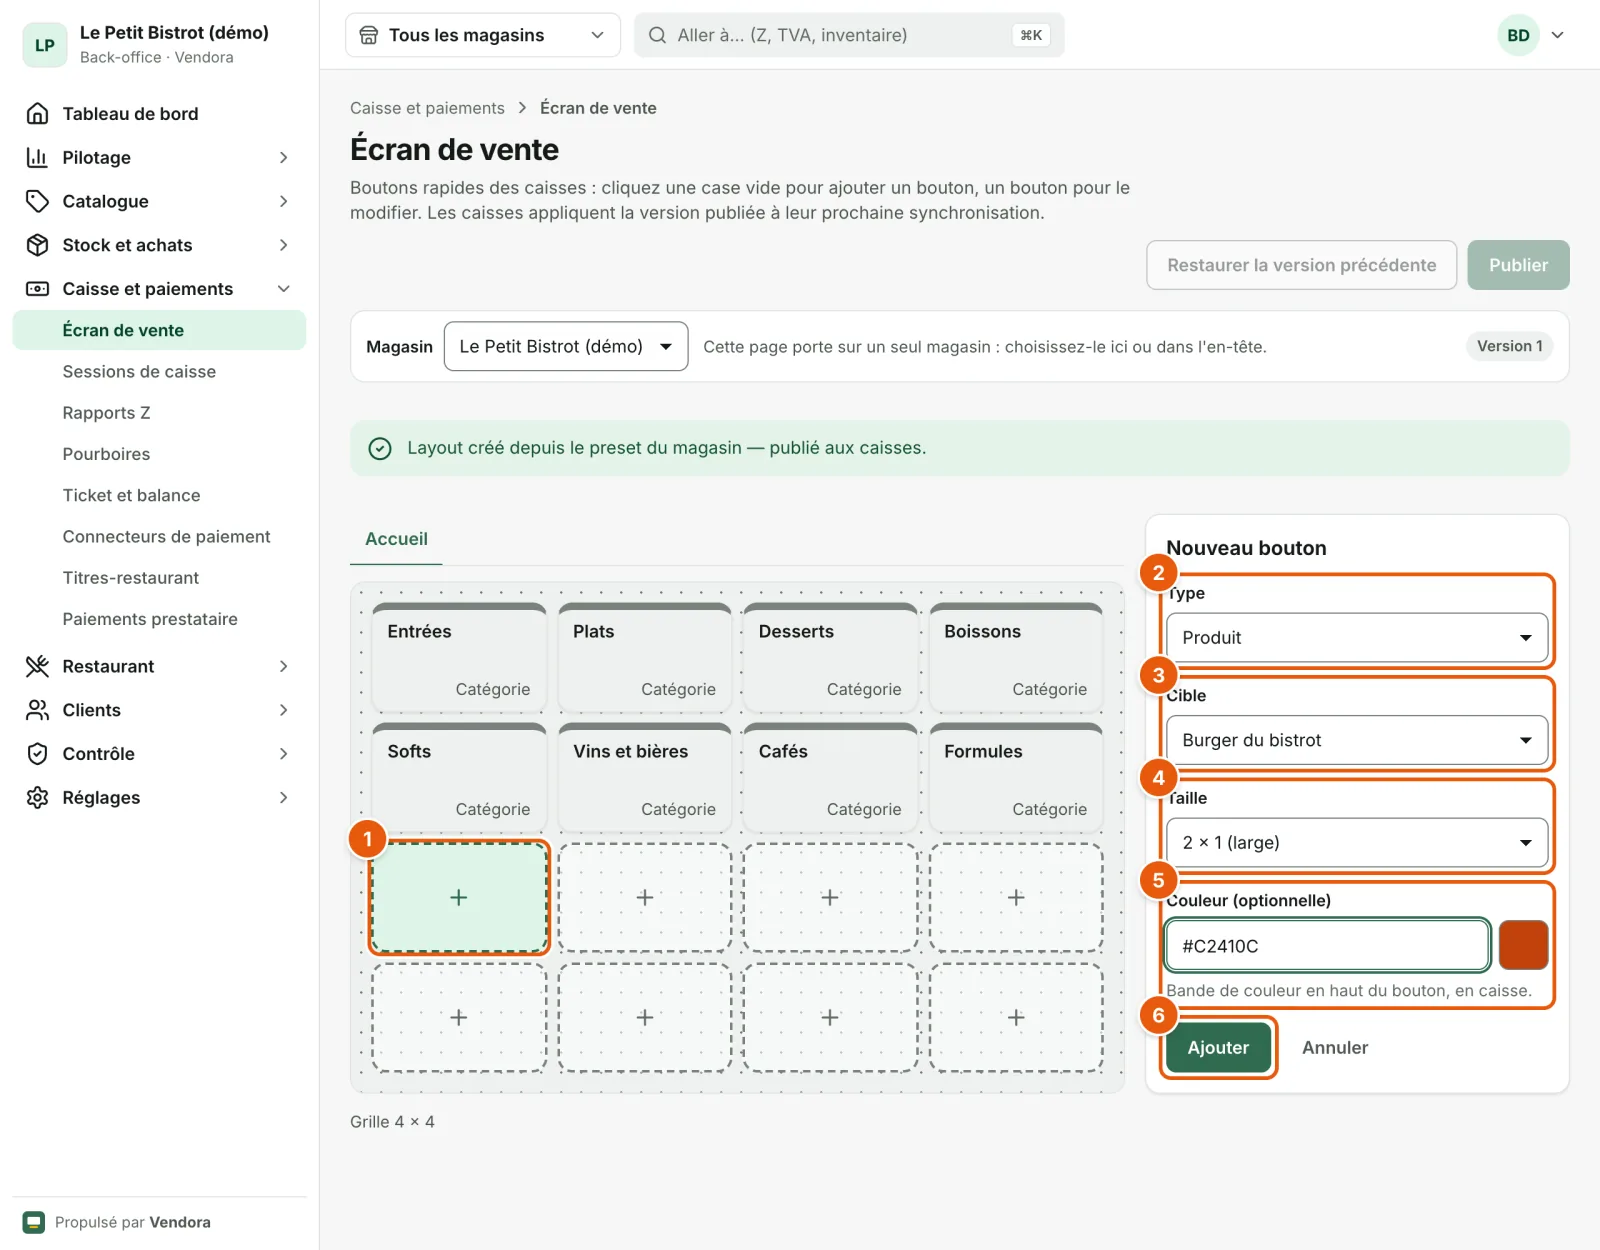 LP
Le Petit Bistrot (démo)
Back-office · Vendora
Tableau de bord
Pilotage
Catalogue
Stock et achats
Caisse et paiements
Écran de vente
Sessions de caisse
Rapports Z
Pourboires
Ticket et balance
Connecteurs de paiement
Titres-restaurant
Paiements prestataire
Restaurant
Clients
Contrôle
Réglages
Propulsé par Vendora
Tous les magasins
Aller à... (Z, TVA, inventaire)
⌘K
BD
Caisse et paiements > Écran de vente
Écran de vente
Boutons rapides des caisses : cliquez une case vide pour ajouter un bouton, un bouton pour le
modifier. Les caisses appliquent la version publiée à leur prochaine synchronisation.
Restaurer la version précédente
Publier
Magasin
Le Petit Bistrot (démo)
Cette page porte sur un seul magasin : choisissez-le ici ou dans l'en-tête.
Version 1
Layout créé depuis le preset du magasin — publié aux caisses.
Accueil
Entrées
Catégorie
Plats
Catégorie
Desserts
Catégorie
Boissons
Catégorie
Softs
Catégorie
Vins et bières
Catégorie
Cafés
Catégorie
Formules
Catégorie
1
+
+
+
+
+
+
+
+
Grille 4 × 4
Nouveau bouton
2
Type
Produit
3
Cible
Burger du bistrot
4
Taille
2 × 1 (large)
5
Couleur (optionnelle)
#C2410C
Bande de couleur en haut du bouton, en caisse.
6
Ajouter
Annuler